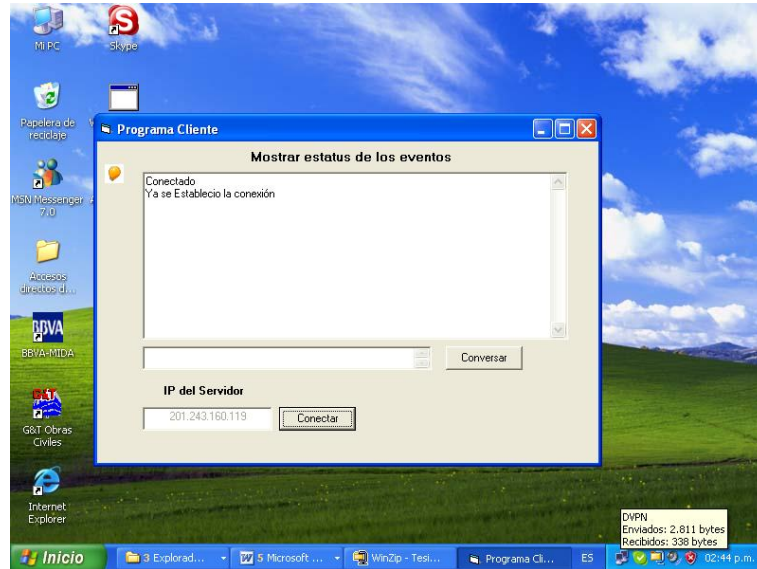 Mi PC
Skype
Papelera de
reciclaje
MSN Messenger
7.0
Accesos
directos d...
BBVA
BBVA-MIDA
G&T
G&T Obras
Civiles
Internet
Explorer
Programa Cliente
Mostrar estatus de los eventos
Conectado
Ya se Establecio la conexión
Conversar
IP del Servidor
201.243.160.119
Conectar
DVPN
Enviados: 2.811 bytes
Recibidos: 338 bytes
Inicio
3 Explorad...
5 Microsoft ...
WinZip - Tesi...
Programa Cli...
ES
02:44 p.m.